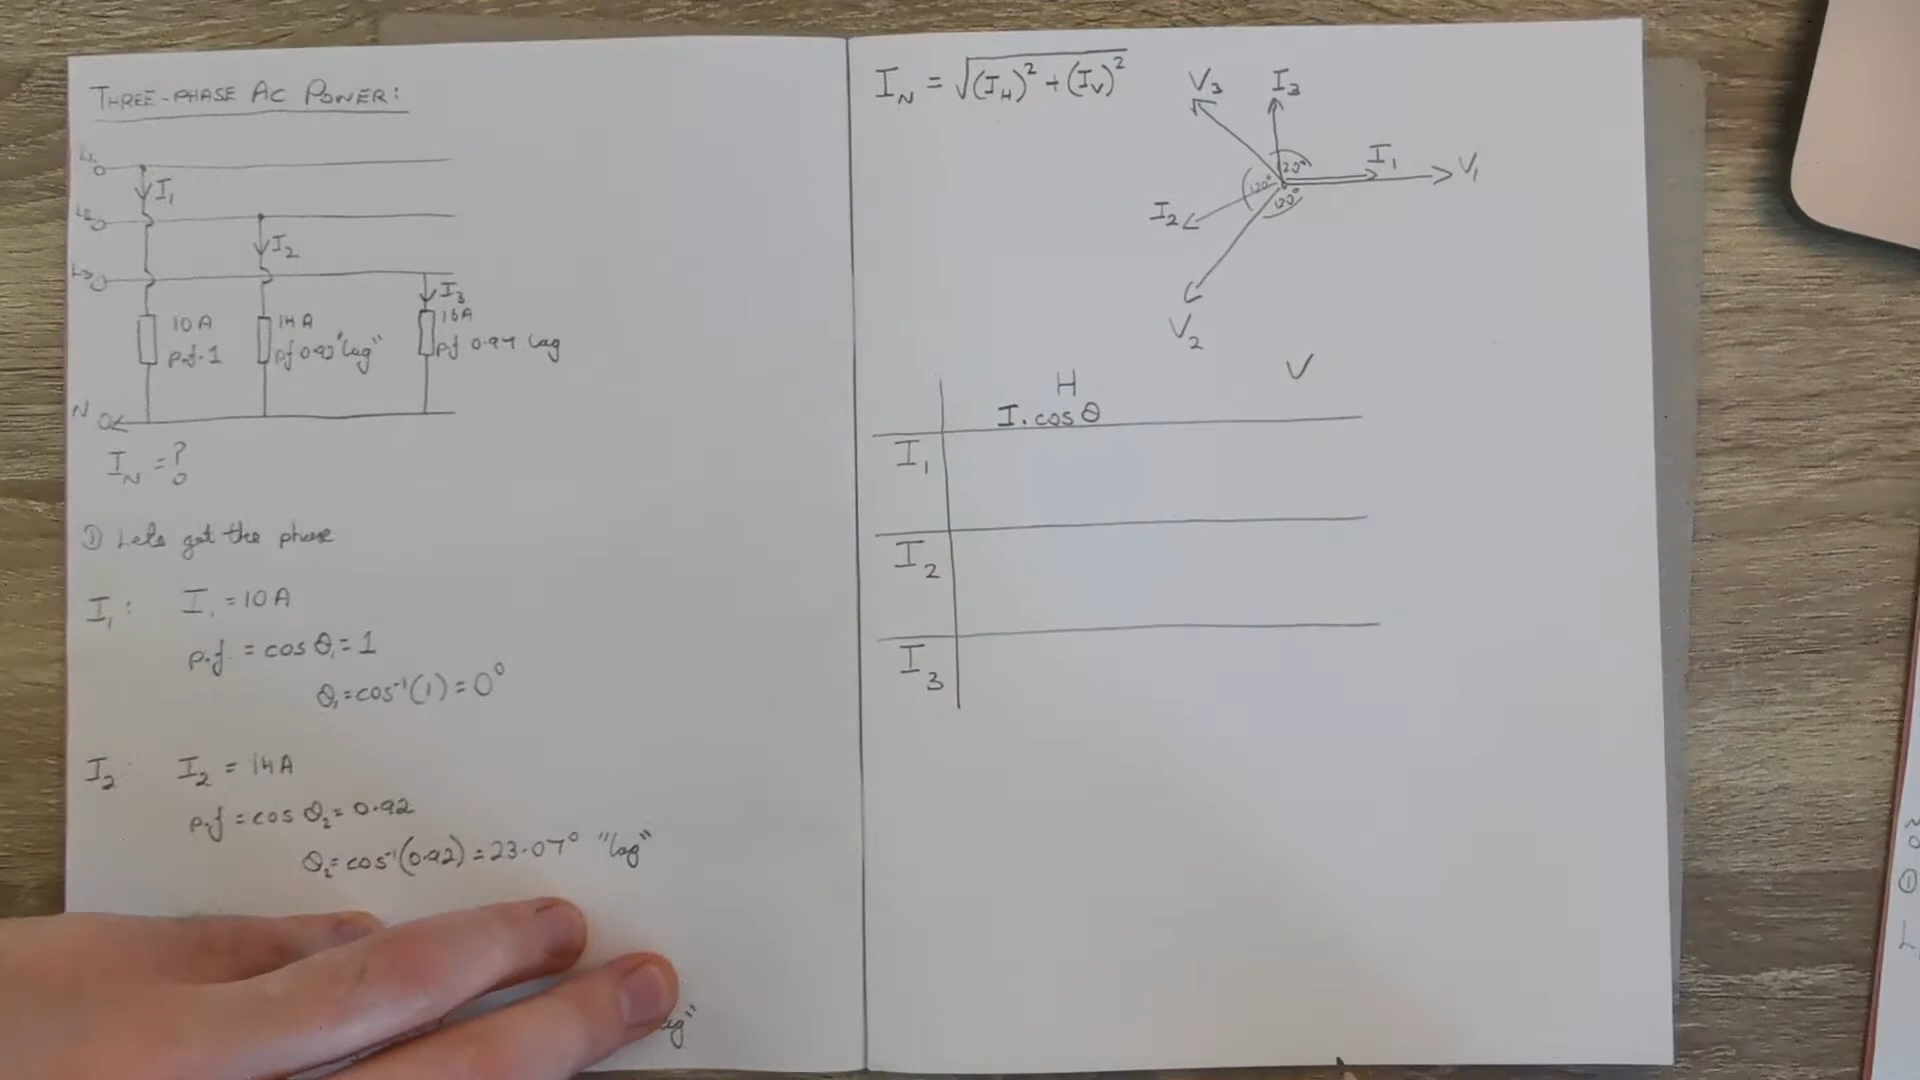 THREE-PHASE AC POWER:
L1
I1
L2
I2
L3
I3
10A
p.f. 1
14A
pf 0.92 "lag"
16A
pf 0.94 lag
N
IN = ?
① Lets get the phase
I1: I1 = 10A
p.f. = cos θ1 = 1
θ1 = cos⁻¹(1) = 0°
I2: I2 = 14A
p.f = cos θ2 = 0.92
θ2 = cos⁻¹(0.92) = 23.07° "lag"
IN = √(IH)² + (IV)²
V3
I3
120°
I1
V1
120°
I2
120°
V2
H
V
I. cos θ
I1
I2
I3